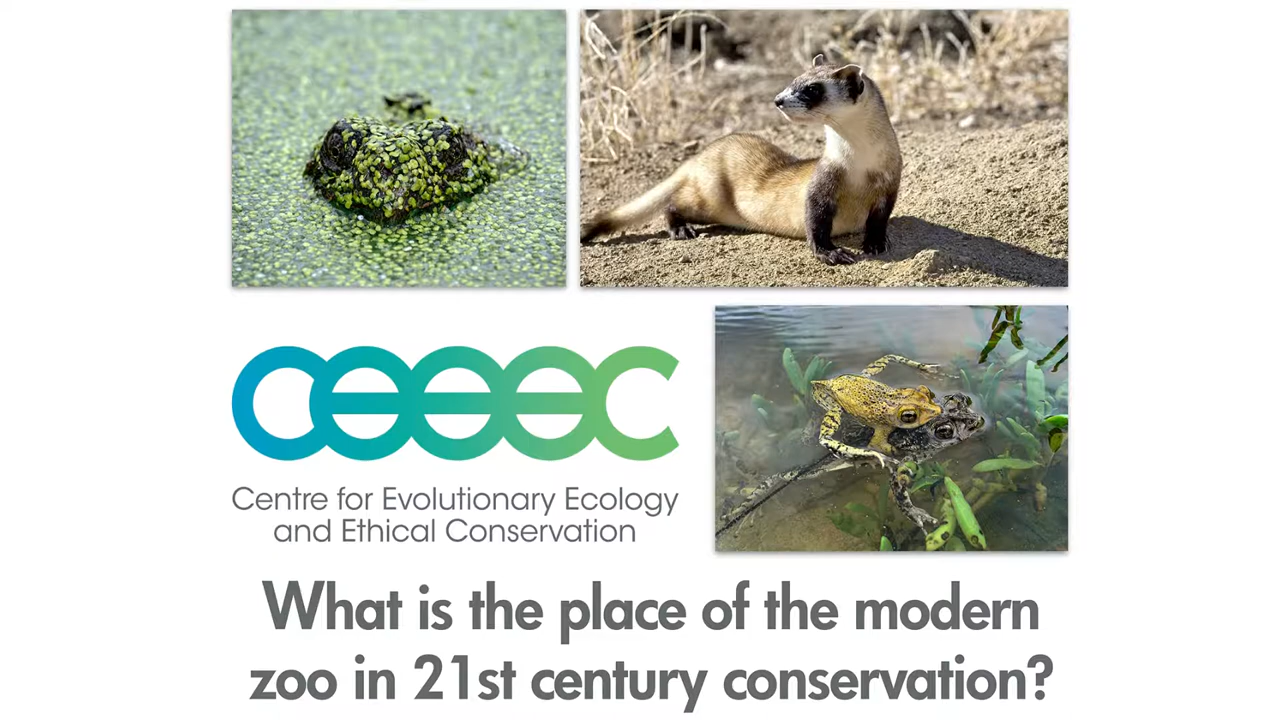 ceeec
Centre for Evolutionary Ecology
and Ethical Conservation
What is the place of the modern
zoo in 21st century conservation?